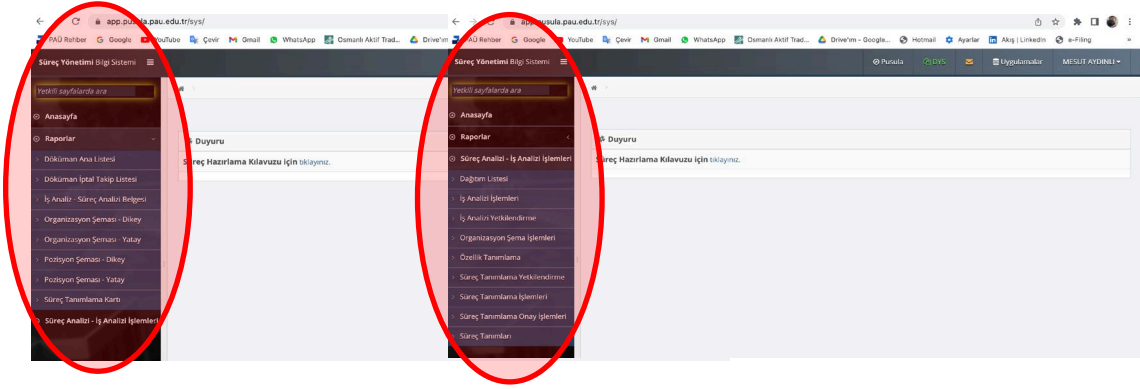 app.pusula.pau.edu.tr/sys/
PAÜ Rehber Google YouTube Çevir Gmail WhatsApp Osmanlı Aktif Trad...
Süreç Yönetimi Bilgi Sistemi
Yetkili sayfalarda ara
Anasayfa
Raporlar
Döküman Ana Listesi
Döküman İptal Takip Listesi
İş Analiz - Süreç Analizi Belgesi
Organizasyon Şeması - Dikey
Organizasyon Şeması - Yatay
Pozisyon Şeması - Dikey
Pozisyon Şeması - Yatay
Süreç Tanımlama Kartı
Süreç Analizi - İş Analizi İşlemleri
Duyuru
Süreç Hazırlama Kılavuzu için tıklayınız.
app.pusula.pau.edu.tr/sys/
PAÜ Rehber Google YouTube Çevir Gmail WhatsApp Osmanlı Aktif Trad... Drive'ım - Google... Hotmail Ayarlar Akış | LinkedIn e-Filing »
Süreç Yönetimi Bilgi Sistemi
Pusula DYS Uygulamalar MESUT AYDINLI
Yetkili sayfalarda ara
Anasayfa
Raporlar
Süreç Analizi - İş Analizi İşlemleri
Dağıtım Listesi
İş Analizi İşlemleri
İş Analizi Yetkilendirme
Organizasyon Şema İşlemleri
Özellik Tanımlama
Süreç Tanımlama Yetkilendirme
Süreç Tanımlama İşlemleri
Süreç Tanımlama Onay İşlemleri
Süreç Tanımları
Duyuru
Süreç Hazırlama Kılavuzu için tıklayınız.